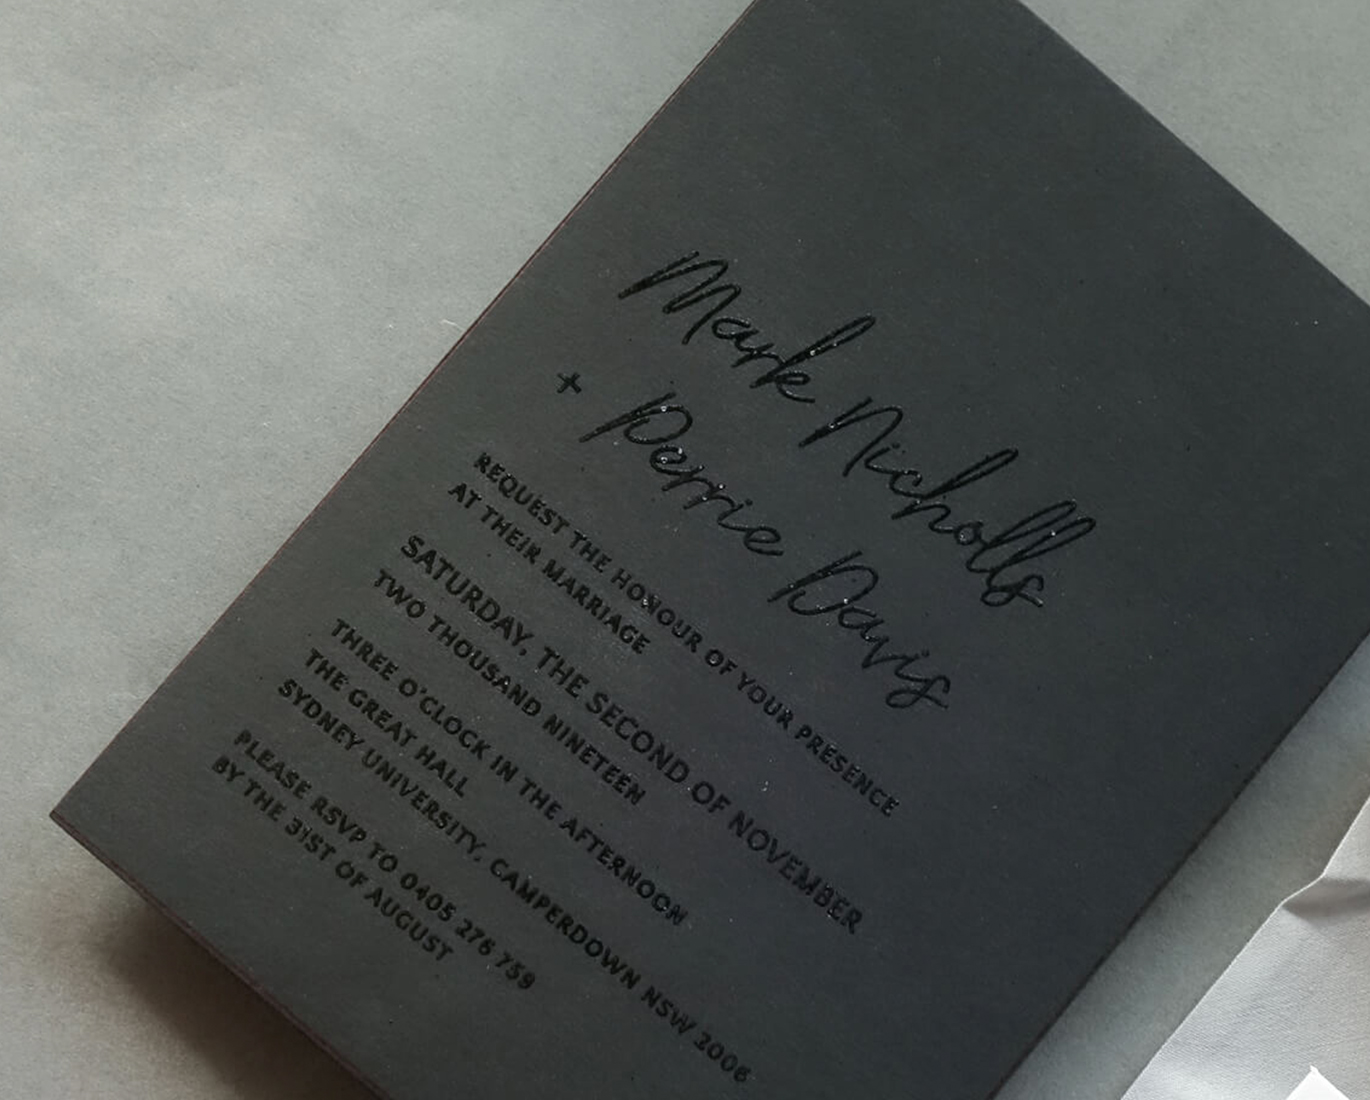 Mark Nicholls
+ Perrie Davis
REQUEST THE HONOUR OF YOUR PRESENCE
AT THEIR MARRIAGE
SATURDAY, THE SECOND OF NOVEMBER
TWO THOUSAND NINETEEN
THREE O'CLOCK IN THE AFTERNOON
THE GREAT HALL
SYDNEY UNIVERSITY, CAMPERDOWN NSW 2006
PLEASE RSVP TO 0405 276 759
BY THE 31ST OF AUGUST